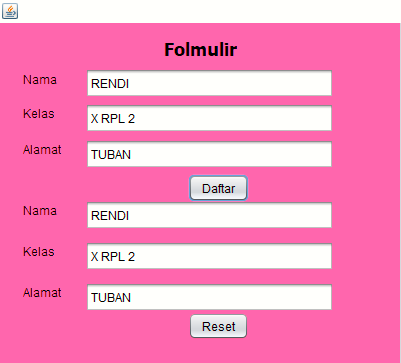 Folmulir
Nama RENDI
Kelas X RPL 2
Alamat TUBAN
Daftar
Nama RENDI
Kelas X RPL 2
Alamat TUBAN
Reset